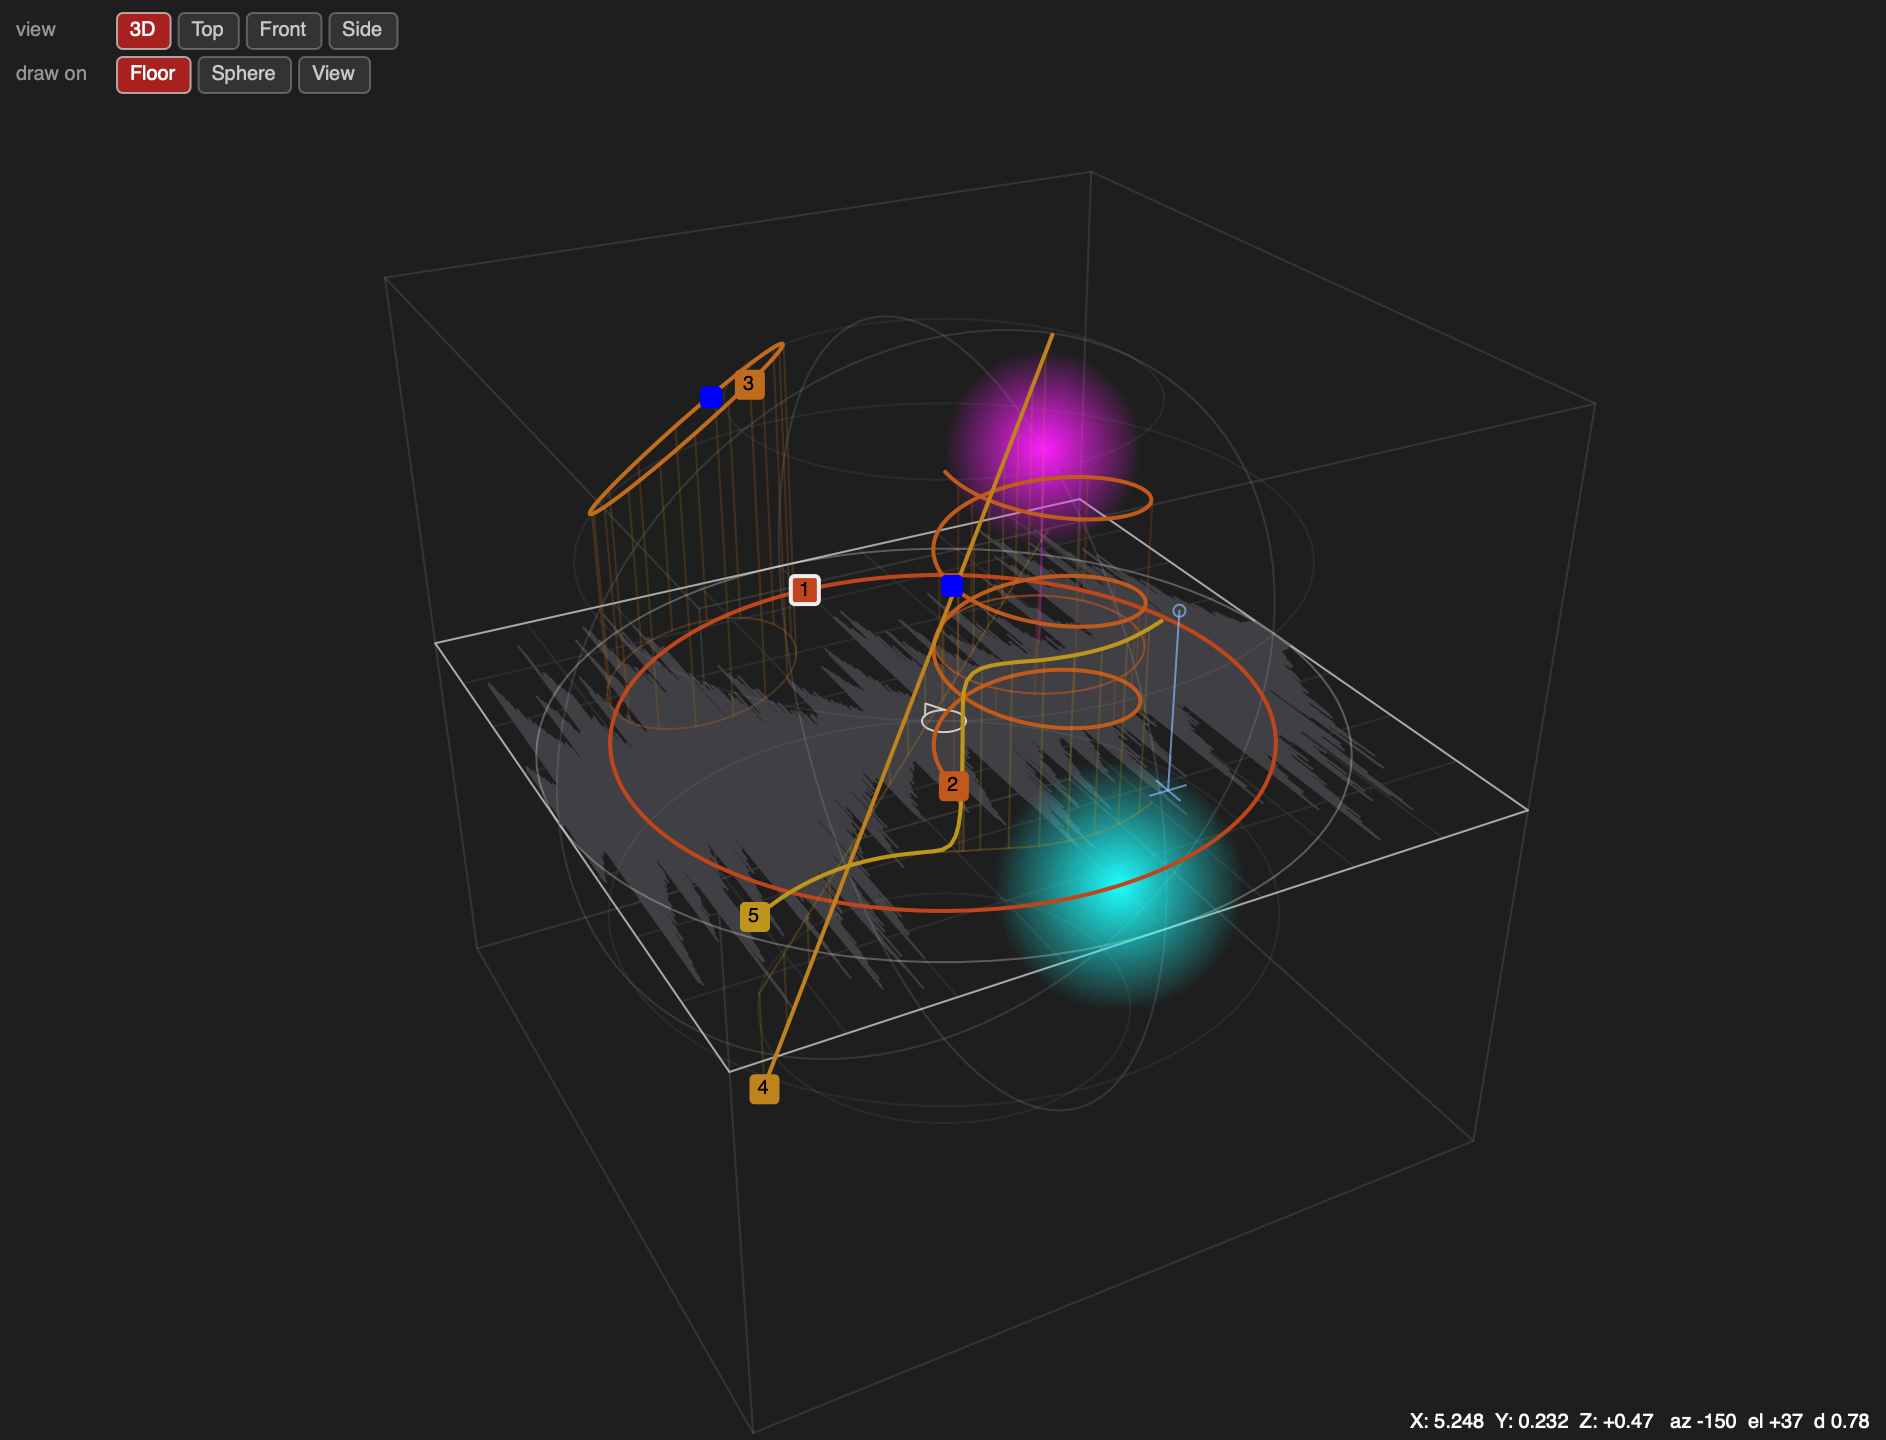 view 3D Top Front Side
draw on Floor Sphere View
3
1
2
5
4
X: 5.248 Y: 0.232 Z: +0.47 az -150 el +37 d 0.78